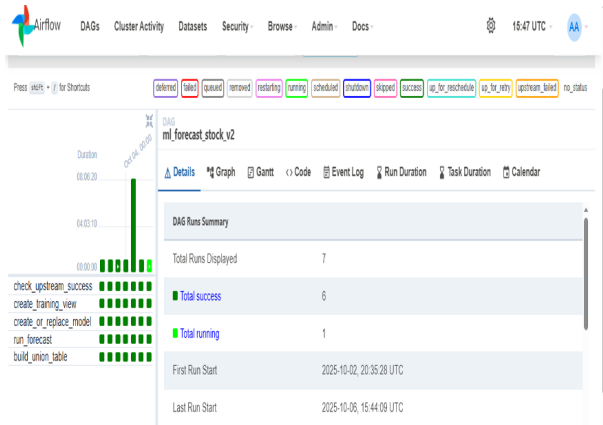 Airflow DAGs Cluster Activity Datasets Security Browse Admin Docs 15:47 UTC AA
Press shift + / for Shortcuts deferred failed queued removed restarting running scheduled shutdown skipped success up_for_reschedule up_for_retry upstream_failed no_status
DAG
ml_forecast_stock_v2
Oct 04, 00:00
Duration
08:06:20
04:03:10
00:00:00
check_upstream_success
create_training_view
create_or_replace_model
run_forecast
build_union_table
Details Graph Gantt <> Code Event Log Run Duration Task Duration Calendar
DAG Runs Summary
Total Runs Displayed 7
Total success 6
Total running 1
First Run Start 2025-10-02, 20:35:28 UTC
Last Run Start 2025-10-06, 15:44:09 UTC